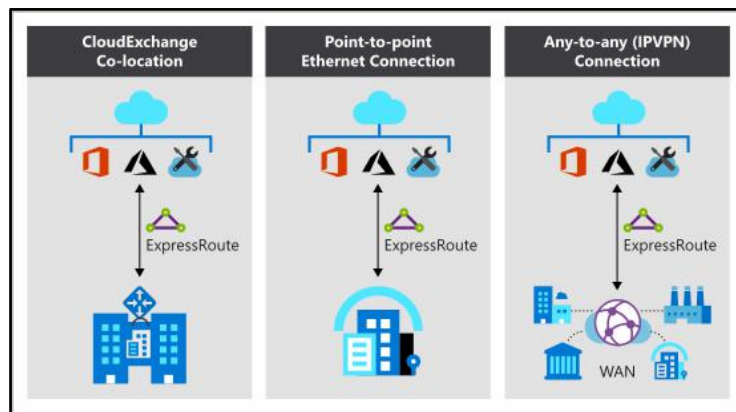 CloudExchange
Co-location
Point-to-point
Ethernet Connection
Any-to-any (IPVPN)
Connection
ExpressRoute
ExpressRoute
ExpressRoute
WAN